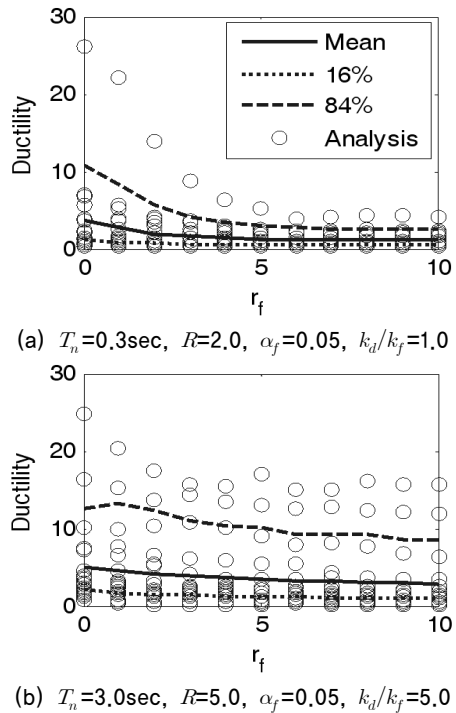 30
20
10
0
Ductility
Mean
16%
84%
Analysis
0 5 10
r_f
(a) T_n=0.3sec, R=2.0, α_f=0.05, k_d/k_f=1.0
30
20
10
0
Ductility
0 5 10
r_f
(b) T_n=3.0sec, R=5.0, α_f=0.05, k_d/k_f=5.0